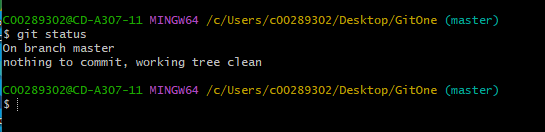 C00289302@CD-A307-11 MINGW64 /c/Users/c00289302/Desktop/GitOne (master)
$ git status
On branch master
nothing to commit, working tree clean
C00289302@CD-A307-11 MINGW64 /c/Users/c00289302/Desktop/GitOne (master)
$